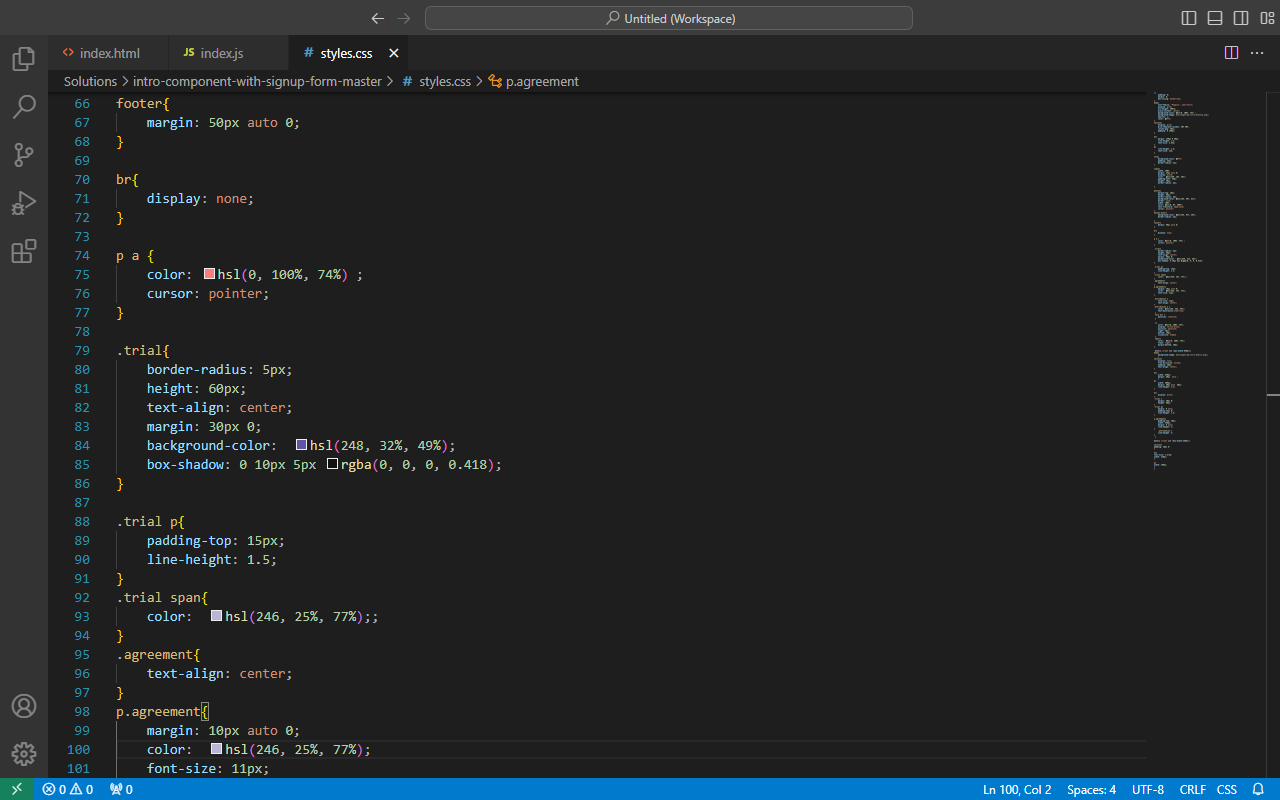 Untitled (Workspace)
index.html
JS index.js
# styles.css
Solutions > intro-component-with-signup-form-master > # styles.css > p.agreement
66 footer{
67 margin: 50px auto 0;
68 }
69
70 br{
71 display: none;
72 }
73
74 p a {
75 color: hsl(0, 100%, 74%) ;
76 cursor: pointer;
77 }
78
79 .trial{
80 border-radius: 5px;
81 height: 60px;
82 text-align: center;
83 margin: 30px 0;
84 background-color: hsl(248, 32%, 49%);
85 box-shadow: 0 10px 5px rgba(0, 0, 0, 0.418);
86 }
87
88 .trial p{
89 padding-top: 15px;
90 line-height: 1.5;
91 }
92 .trial span{
93 color: hsl(246, 25%, 77%);;
94 }
95 .agreement{
96 text-align: center;
97 }
98 p.agreement{
99 margin: 10px auto 0;
100 color: hsl(246, 25%, 77%);
101 font-size: 11px;
0 0 0 Ln 100, Col 2 Spaces: 4 UTF-8 CRLF CSS